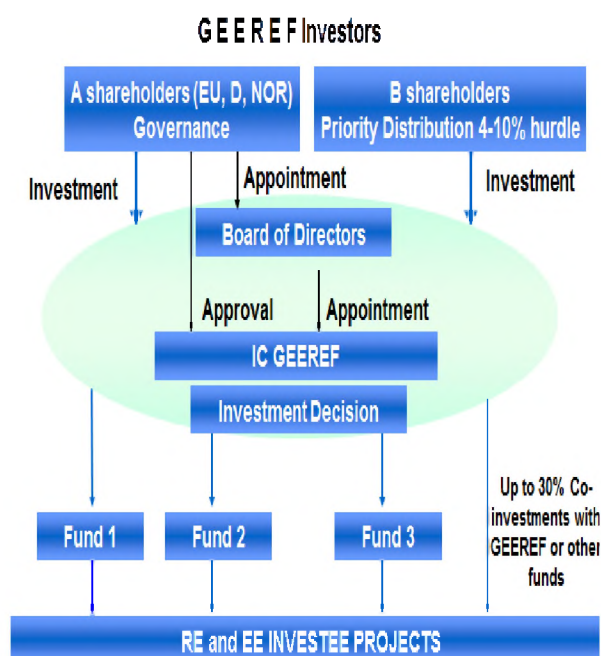 GEEREF Investors
A shareholders (EU, D, NOR)
Governance
B shareholders
Priority Distribution 4-10% hurdle
Investment
Appointment
Investment
Board of Directors
Approval
Appointment
IC GEEREF
Investment Decision
Up to 30% Co-
investments with
GEEREF or other
funds
Fund 1
Fund 2
Fund 3
RE and EE INVESTEE PROJECTS